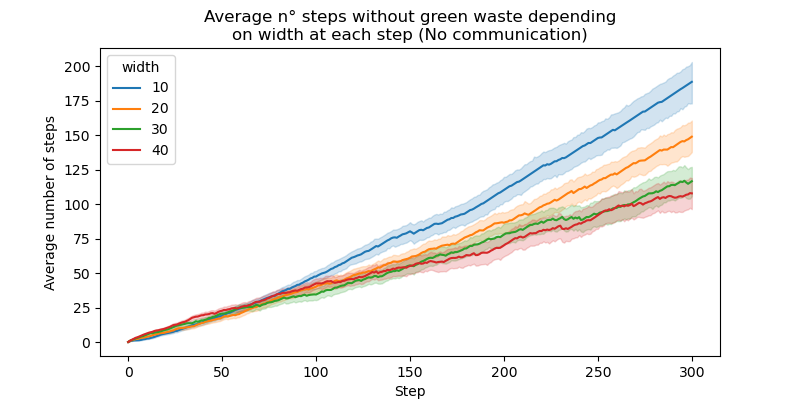 Average n° steps without green waste depending
on width at each step (No communication)
width
10
20
30
40
Average number of steps
200
175
150
125
100
75
50
25
0
0 50 100 150 200 250 300
Step